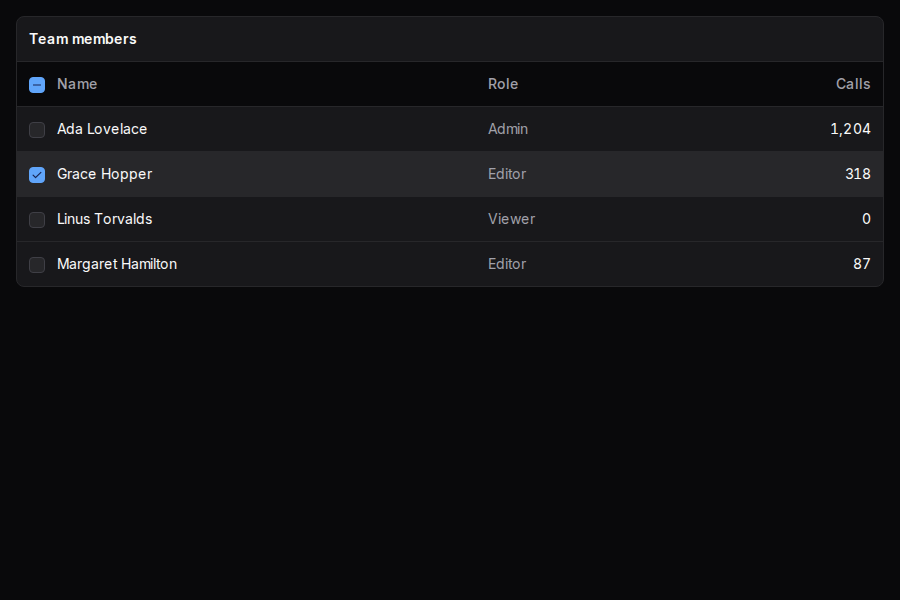 Team members
Name Role Calls
Ada Lovelace Admin 1,204
Grace Hopper Editor 318
Linus Torvalds Viewer 0
Margaret Hamilton Editor 87